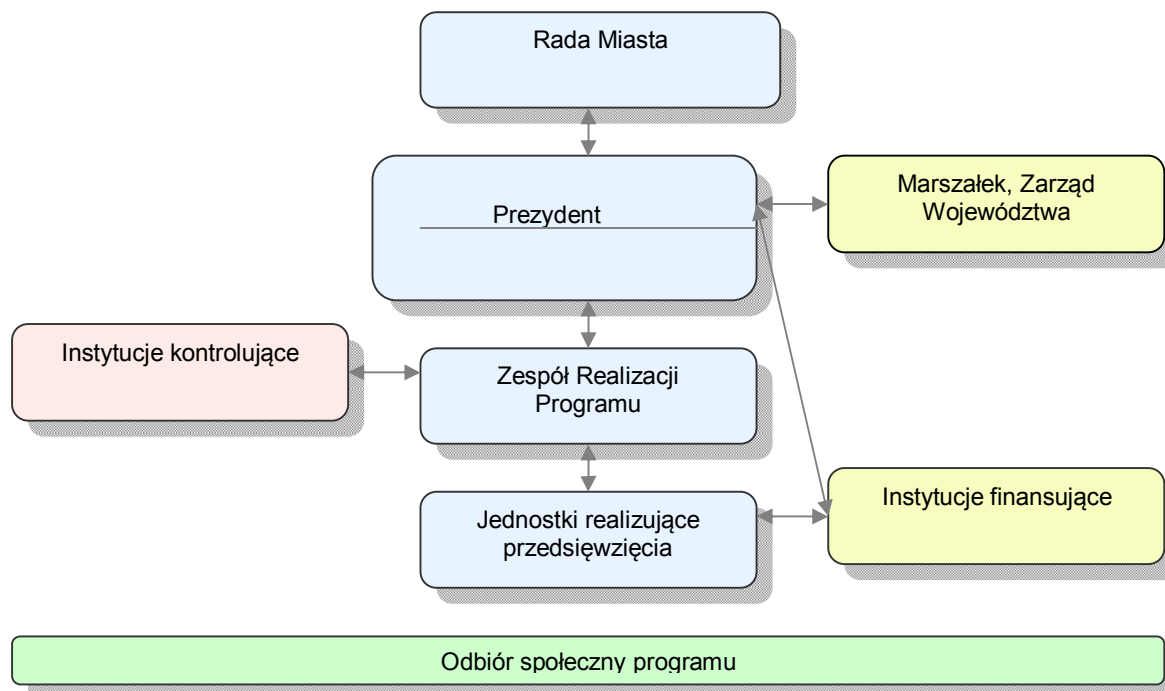 Rada Miasta
Prezydent
Marszałek, Zarząd
Województwa
Instytucje kontrolujące
Zespół Realizacji
Programu
Jednostki realizujące
przedsięwzięcia
Instytucje finansujące
Odbiór społeczny programu